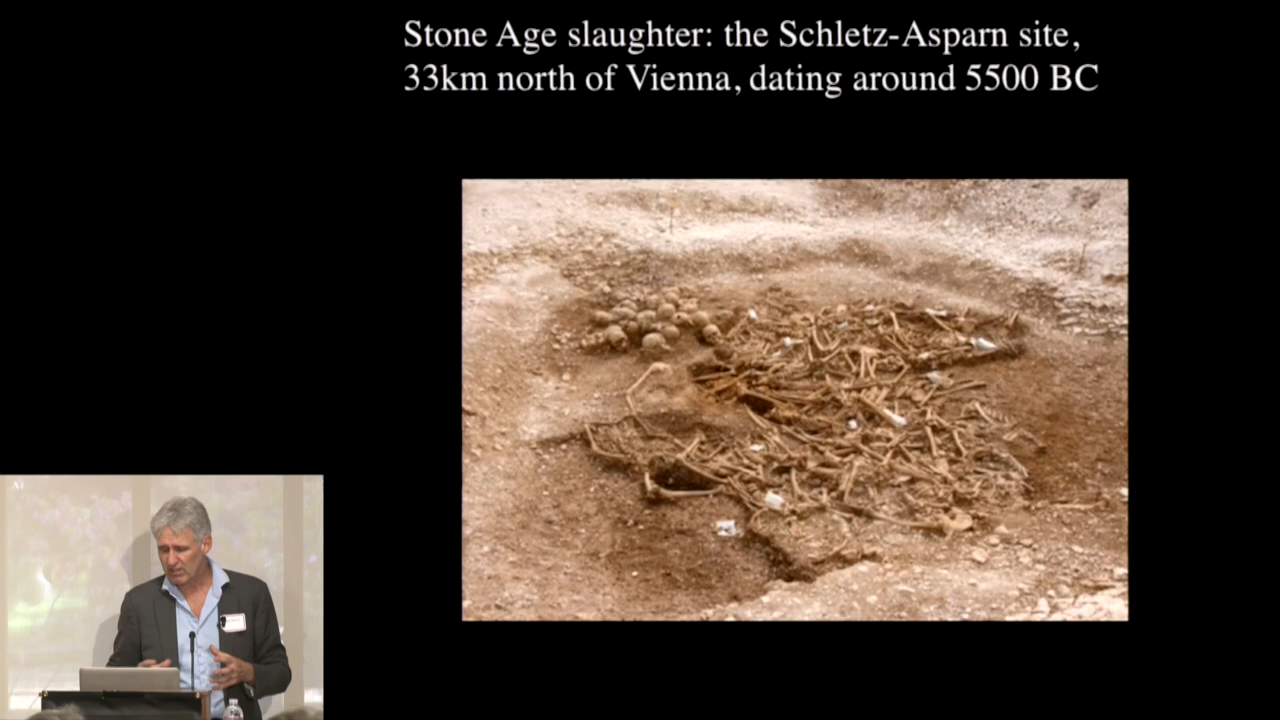 Stone Age slaughter: the Schletz-Asparn site,
33km north of Vienna, dating around 5500 BC